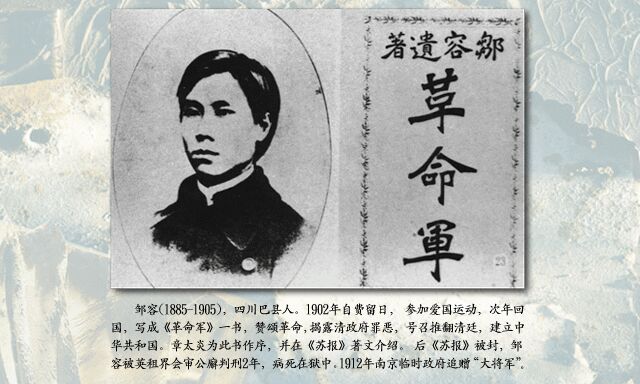 鄒容遺著
革命軍
邹容(1885-1905)，四川巴县人。1902年自费留日， 参加爱国运动，次年回
国，写成《革命军》一书，赞颂革命,揭露清政府罪恶，号召推翻清廷，建立中
华共和国。章太炎为此书作序，并在《苏报》著文介绍。 后《苏报》被封，邹
容被英租界会审公廨判刑2年，病死在狱中。1912年南京临时政府追赠“大将军”。
23